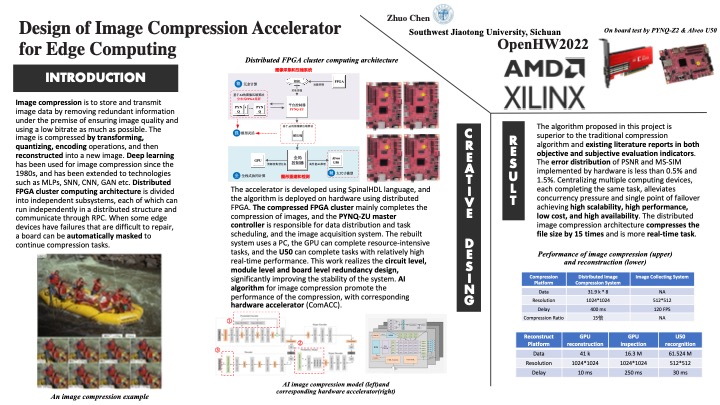 Design of Image Compression Accelerator
for Edge Computing
Zhuo Chen
Southwest Jiaotong University, Sichuan
OpenHW2022
On board test by PYNQ-Z2 & Alveo U50
AMD
XILINX
INTRODUCTION
Image compression is to store and transmit
image data by removing redundant information
under the premise of ensuring image quality and
using a low bitrate as much as possible. The
image is compressed by transforming,
quantizing, encoding operations, and then
reconstructed into a new image. Deep learning
has been used for image compression since the
1980s, and has been extended to technologies
such as MLPs, SNN, CNN, GAN etc. Distributed
FPGA cluster computing architecture is divided
into independent subsystems, each of which can
run independently in a distributed structure and
communicate through RPC. When some edge
devices have failures that are difficult to repair,
a board can be automatically masked to
continue compression tasks.
An image compression example
Distributed FPGA cluster computing architecture
FPGA
GPU
The accelerator is developed using SpinalHDL language, and
the algorithm is deployed on hardware using distributed
FPGA. The compressed FPGA cluster mainly completes the
compression of images, and the PYNQ-ZU master
controller is responsible for data distribution and task
scheduling, and the image acquisition system. The rebuilt
system uses a PC, the GPU can complete resource-intensive
tasks, and the U50 can complete tasks with relatively high
real-time performance. This work realizes the circuit level,
module level and board level redundancy design,
significantly improving the stability of the system. AI
algorithm for image compression promote the
performance of the compression, with corresponding
hardware accelerator (ComACC).
AI image compression model (left)and
corresponding hardware accelerator(right)
CREATIVE DESING
RESULT
The algorithm proposed in this project is
superior to the traditional compression
algorithm and existing literature reports in both
objective and subjective evaluation indicators.
The error distribution of PSNR and MS-SIM
implemented by hardware is less than 0.5% and
1.5%. Centralizing multiple computing devices,
each completing the same task, alleviates
concurrency pressure and single point of failover
achieving high scalability, high performance,
low cost, and high availability. The distributed
image compression architecture compresses the
file size by 15 times and is more real-time task.
Performance of image compression (upper)
and reconstruction (lower)
Compression Platform Distributed Image Compression System Image Collecting System
Data 31.9 k * 8 NA
Resolution 1024*1024 512*512
Delay 400 ms 120 FPS
Compression Ratio 15倍 NA
Reconstruct Platform GPU reconstruction GPU Inspection U50 recorgnition
Data 41 k 16.3 M 61.524 M
Resolution 1024*1024 1024*1024 512*512
Delay 10 ms 250 ms 30 ms